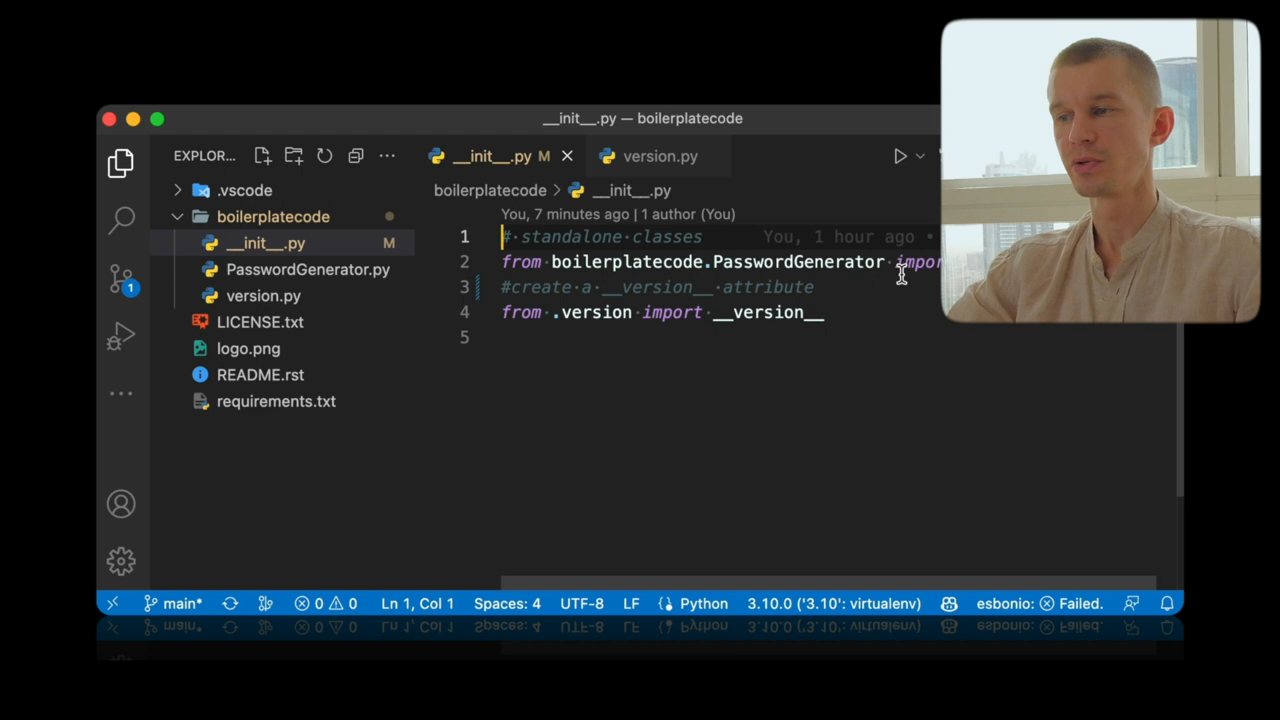 __init__.py — boilerplatecode
EXPLOR...
__init__.py M
version.py
.vscode
boilerplatecode
__init__.py M
PasswordGenerator.py
version.py
LICENSE.txt
logo.png
README.rst
requirements.txt
1
boilerplatecode > __init__.py
You, 7 minutes ago | 1 author (You)
1 # standalone classes You, 1 hour ago •
2 from boilerplatecode.PasswordGenerator impor
3 #create a __version__ attribute
4 from .version import __version__
5
main* 0 0 Ln 1, Col 1 Spaces: 4 UTF-8 LF Python 3.10.0 ('3.10': virtualenv) esbonio: Failed.